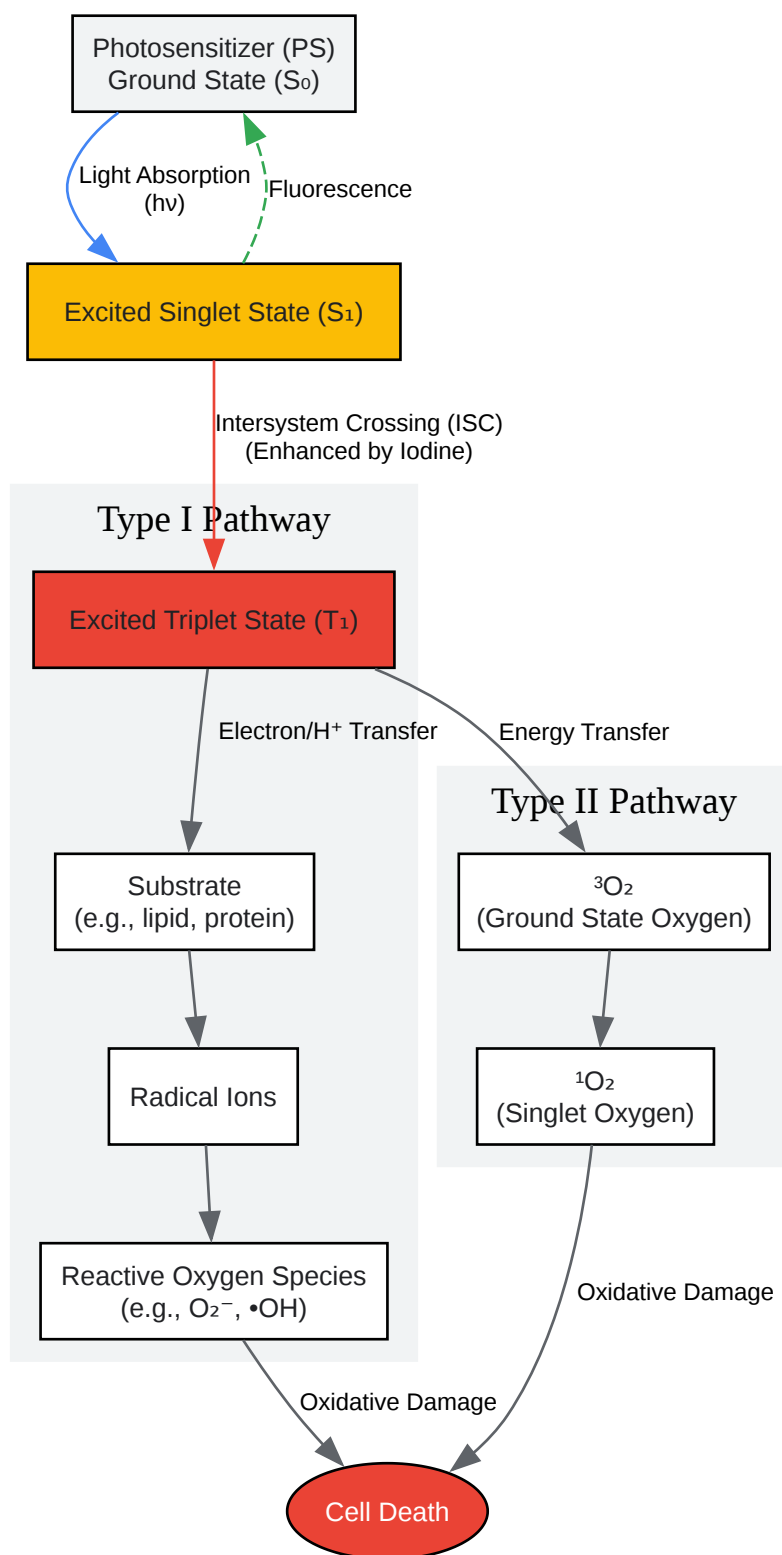 Photosensitizer (PS)
Ground State (S₀)
Light Absorption
(hν)
Fluorescence
Excited Singlet State (S₁)
Intersystem Crossing (ISC)
(Enhanced by Iodine)
Type I Pathway
Excited Triplet State (T₁)
Electron/H⁺ Transfer
Energy Transfer
Type II Pathway
Substrate
(e.g., lipid, protein)
³O₂
(Ground State Oxygen)
Radical Ions
¹O₂
(Singlet Oxygen)
Reactive Oxygen Species
(e.g., O₂⁻, •OH)
Oxidative Damage
Oxidative Damage
Cell Death